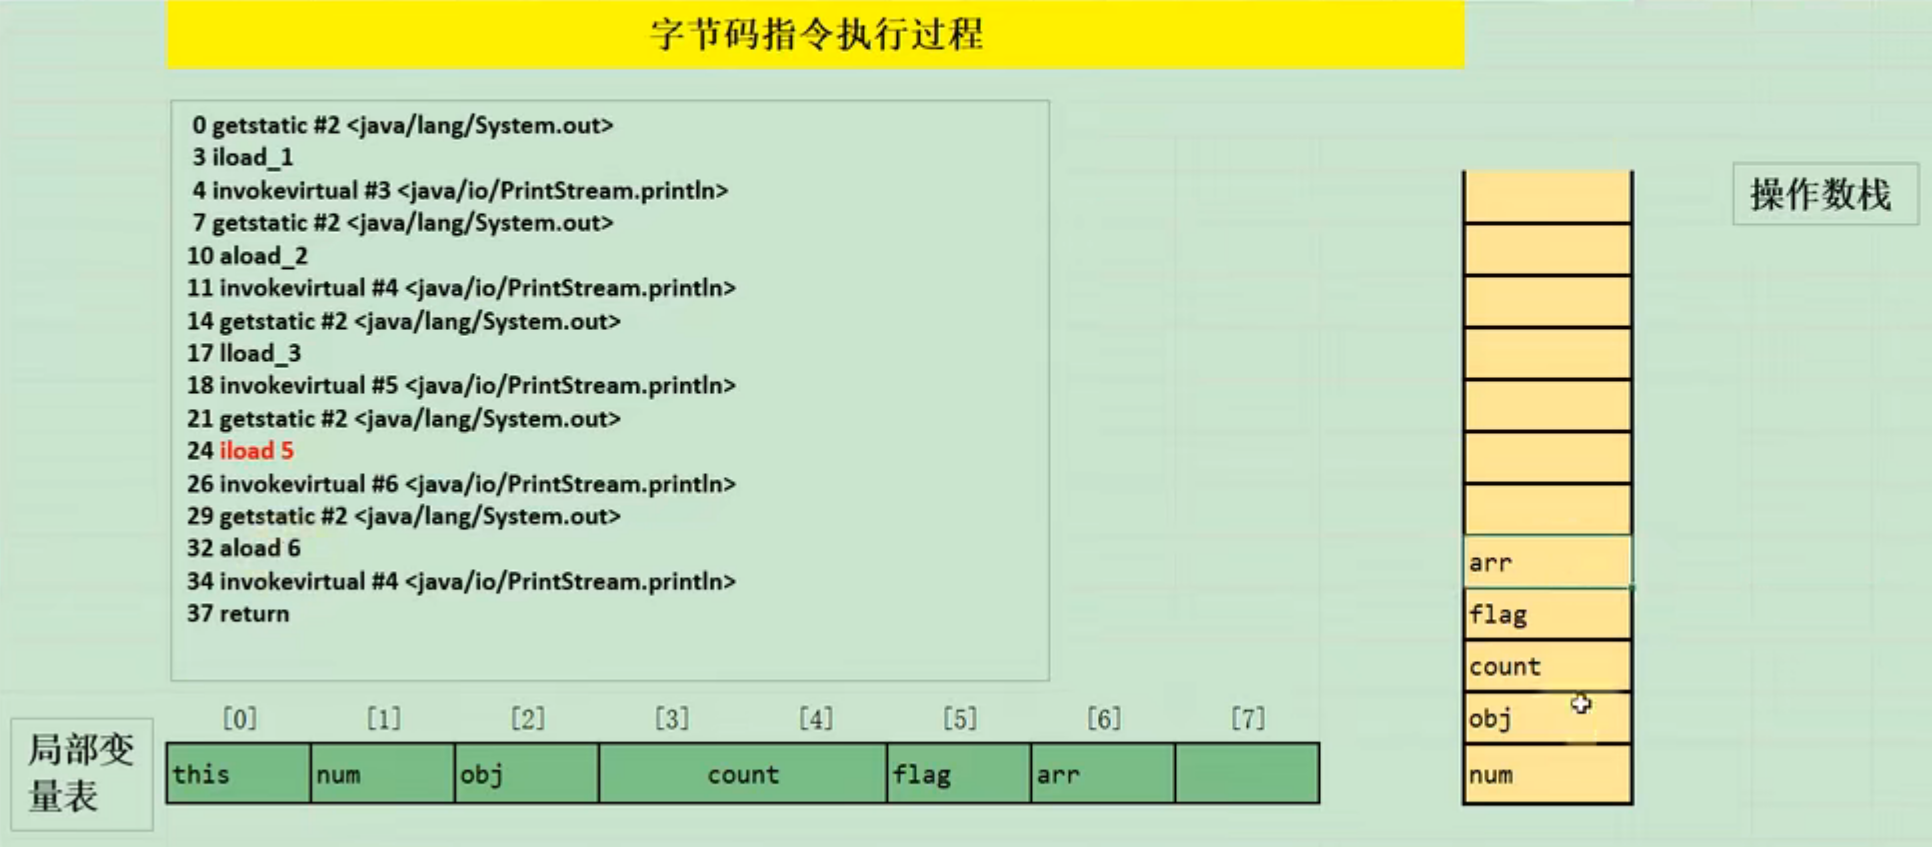 字节码指令执行过程
0 getstatic #2 <java/lang/System.out>
3 iload_1
4 invokevirtual #3 <java/io/PrintStream.println>
7 getstatic #2 <java/lang/System.out>
10 aload_2
11 invokevirtual #4 <java/io/PrintStream.println>
14 getstatic #2 <java/lang/System.out>
17 lload_3
18 invokevirtual #5 <java/io/PrintStream.println>
21 getstatic #2 <java/lang/System.out>
24 iload 5
26 invokevirtual #6 <java/io/PrintStream.println>
29 getstatic #2 <java/lang/System.out>
32 aload 6
34 invokevirtual #4 <java/io/PrintStream.println>
37 return
操作数栈
arr
flag
count
obj
num
[0] [1] [2] [3] [4] [5] [6] [7]
局部变
量表
this num obj count flag arr